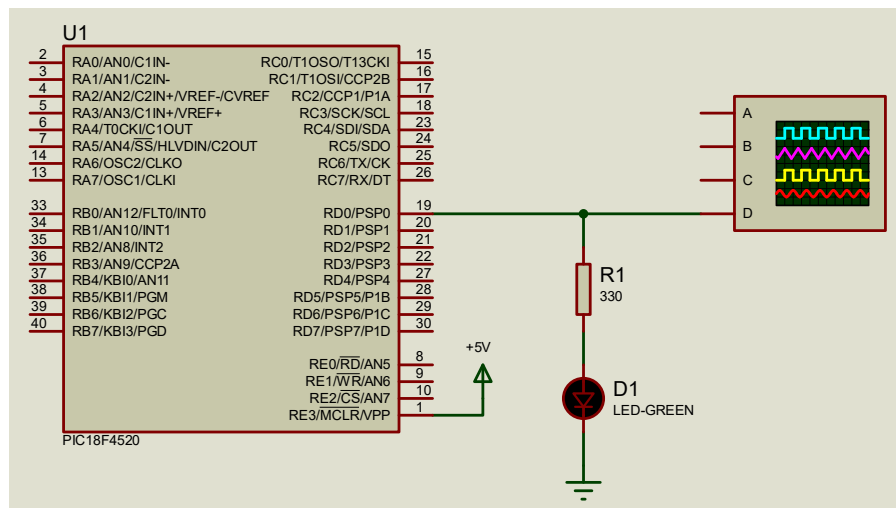 U1
2 RA0/AN0/C1IN- RC0/T1OSO/T13CKI 15
3 RA1/AN1/C2IN- RC1/T1OSI/CCP2B 16
4 RA2/AN2/C2IN+/VREF-/CVREF RC2/CCP1/P1A 17
5 RA3/AN3/C1IN+/VREF+ RC3/SCK/SCL 18
6 RA4/T0CKI/C1OUT RC4/SDI/SDA 23
7 RA5/AN4/SS/HLVDIN/C2OUT RC5/SDO 24
14 RA6/OSC2/CLKO RC6/TX/CK 25
13 RA7/OSC1/CLKI RC7/RX/DT 26
33 RB0/AN12/FLT0/INT0 RD0/PSP0 19
34 RB1/AN10/INT1 RD1/PSP1 20
35 RB2/AN8/INT2 RD2/PSP2 21
36 RB3/AN9/CCP2A RD3/PSP3 22
37 RB4/KBI0/AN11 RD4/PSP4 27
38 RB5/KBI1/PGM RD5/PSP5/P1B 28
39 RB6/KBI2/PGC RD6/PSP6/P1C 29
40 RB7/KBI3/PGD RD7/PSP7/P1D 30
RE0/RD/AN5 8
RE1/WR/AN6 9
RE2/CS/AN7 10
RE3/MCLR/VPP 1
PIC18F4520
+5V
R1
330
D1
LED-GREEN
A
B
C
D